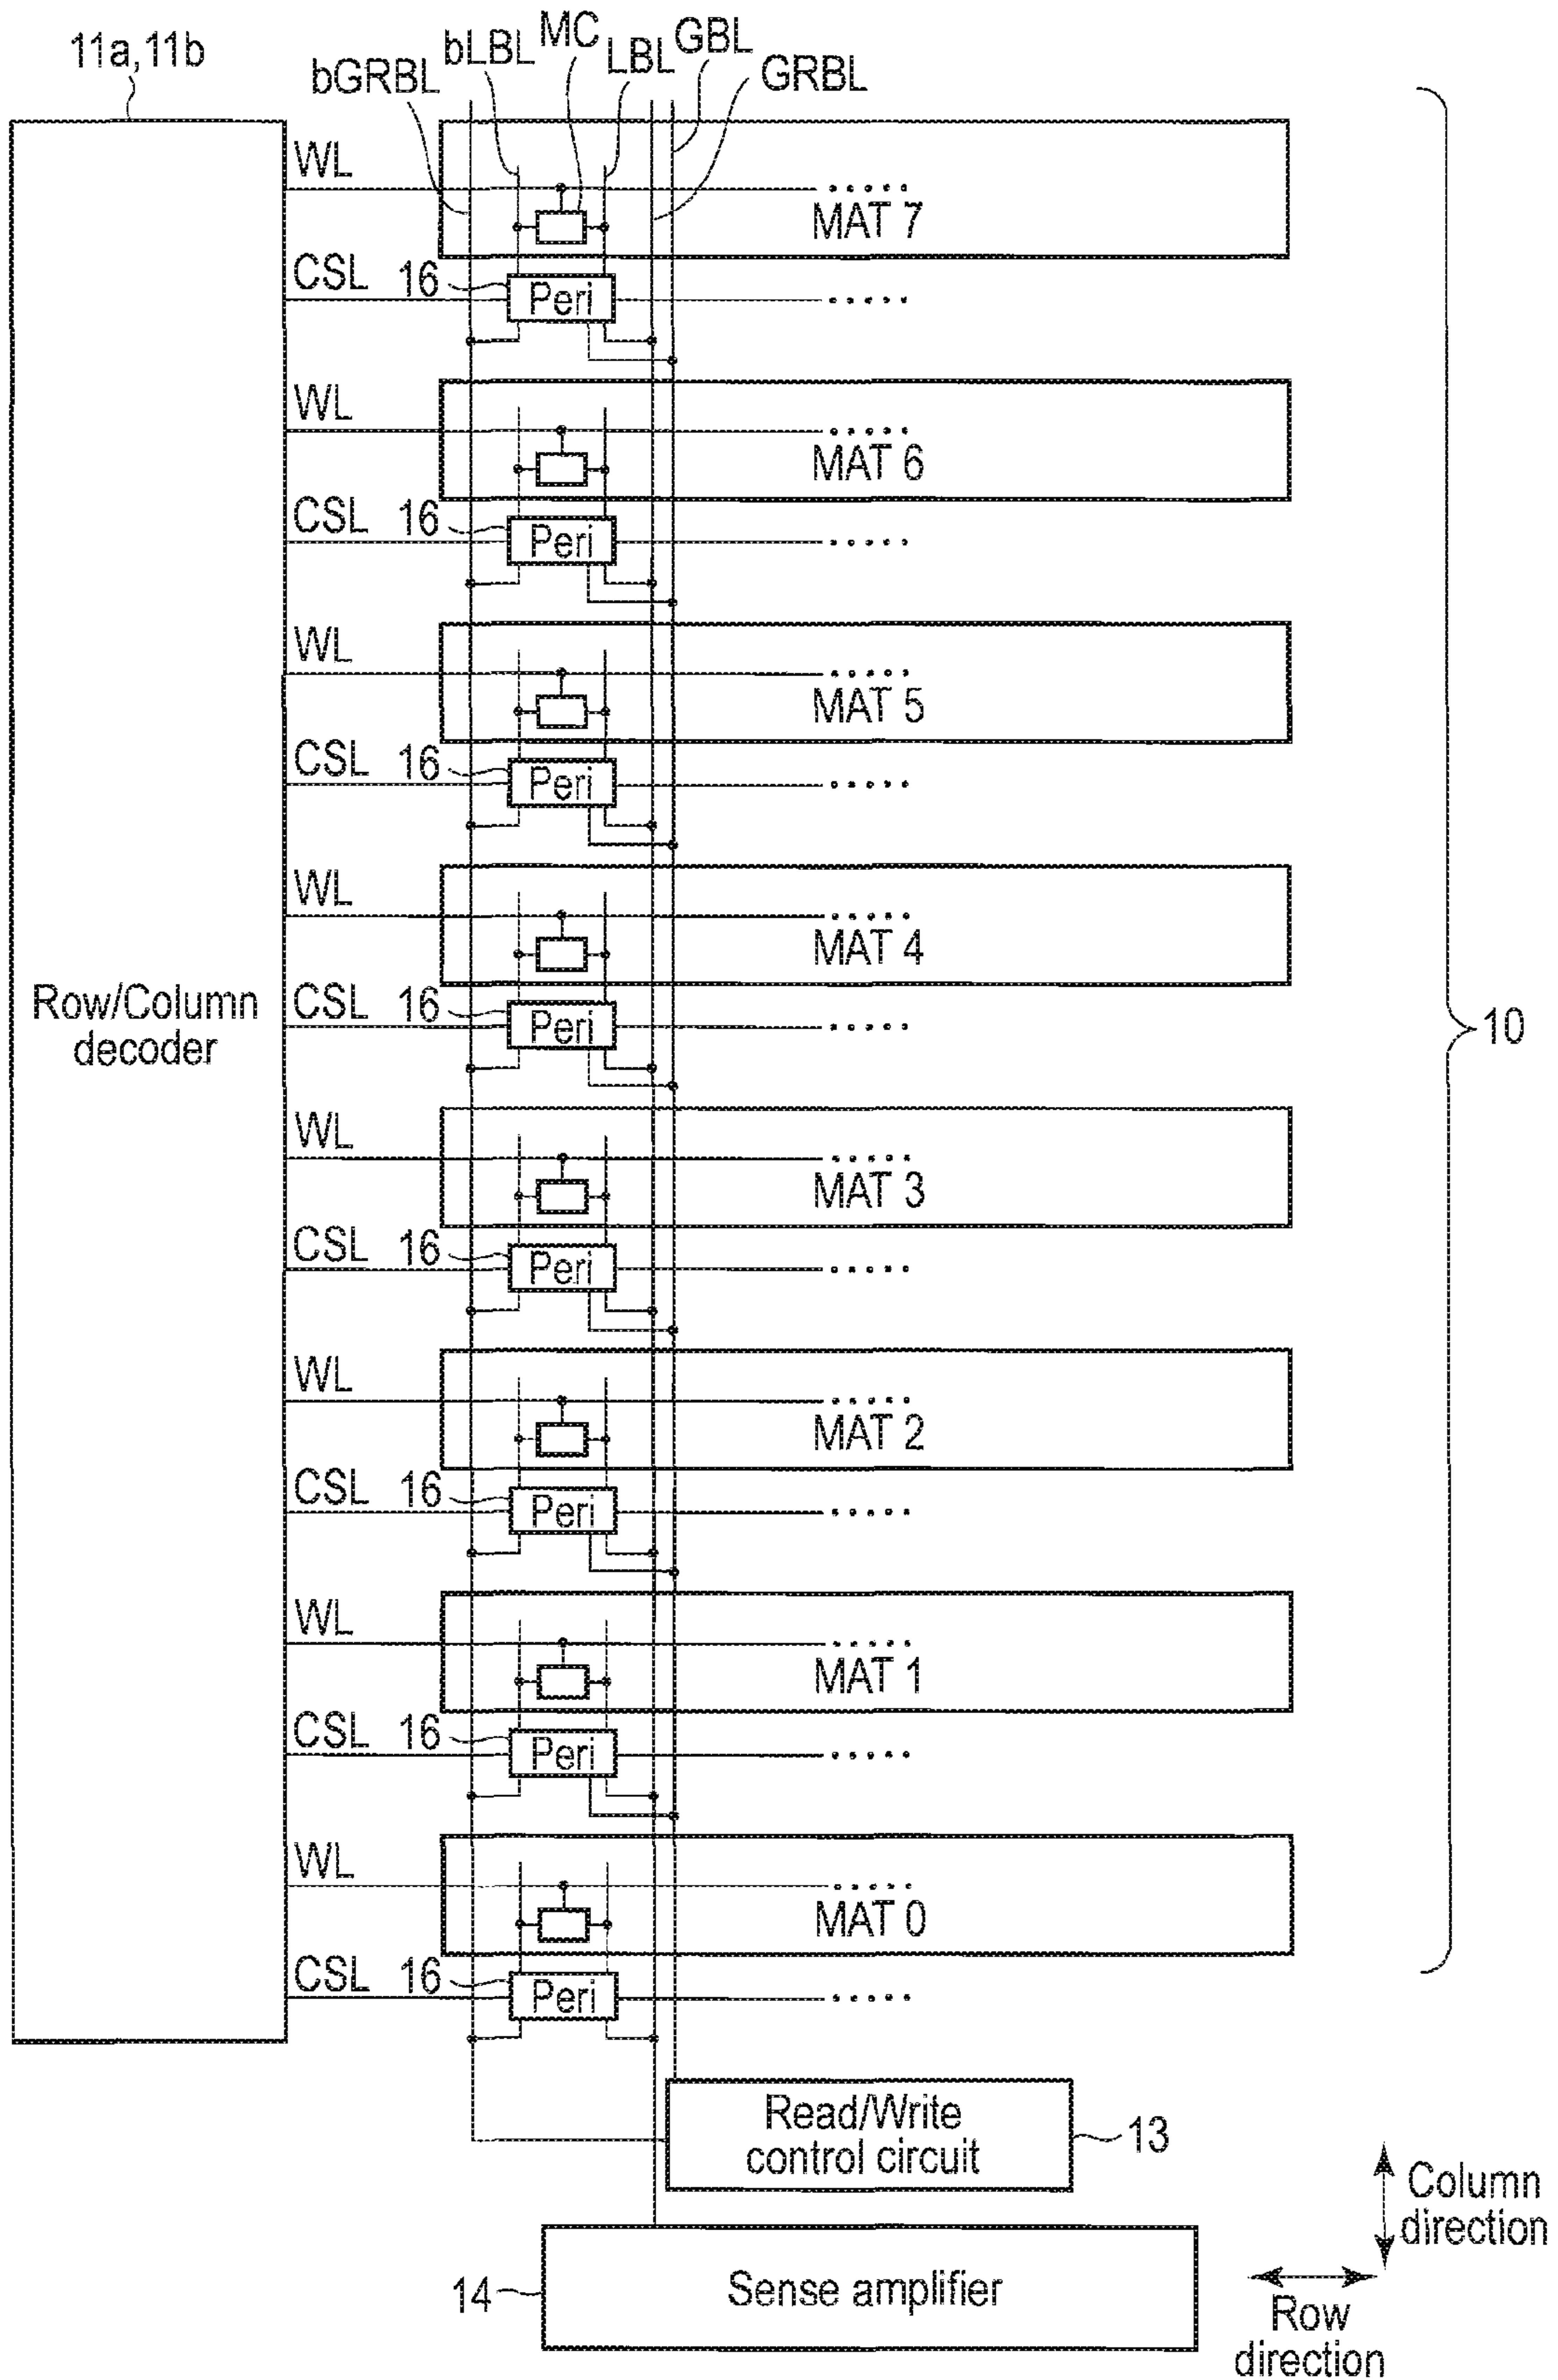 11a,11b
bGRBL
bLBL
MC
LBL
GBL
GRBL
WL
MAT 7
CSL
16
Peri
WL
MAT 6
CSL
16
Peri
WL
MAT 5
CSL
16
Peri
WL
MAT 4
Row/Column
decoder
CSL
16
Peri
10
WL
MAT 3
CSL
16
Peri
WL
MAT 2
CSL
16
Peri
WL
MAT 1
CSL
16
Peri
WL
MAT 0
CSL
16
Peri
Read/Write
control circuit
13
Column
direction
14
Sense amplifier
Row
direction